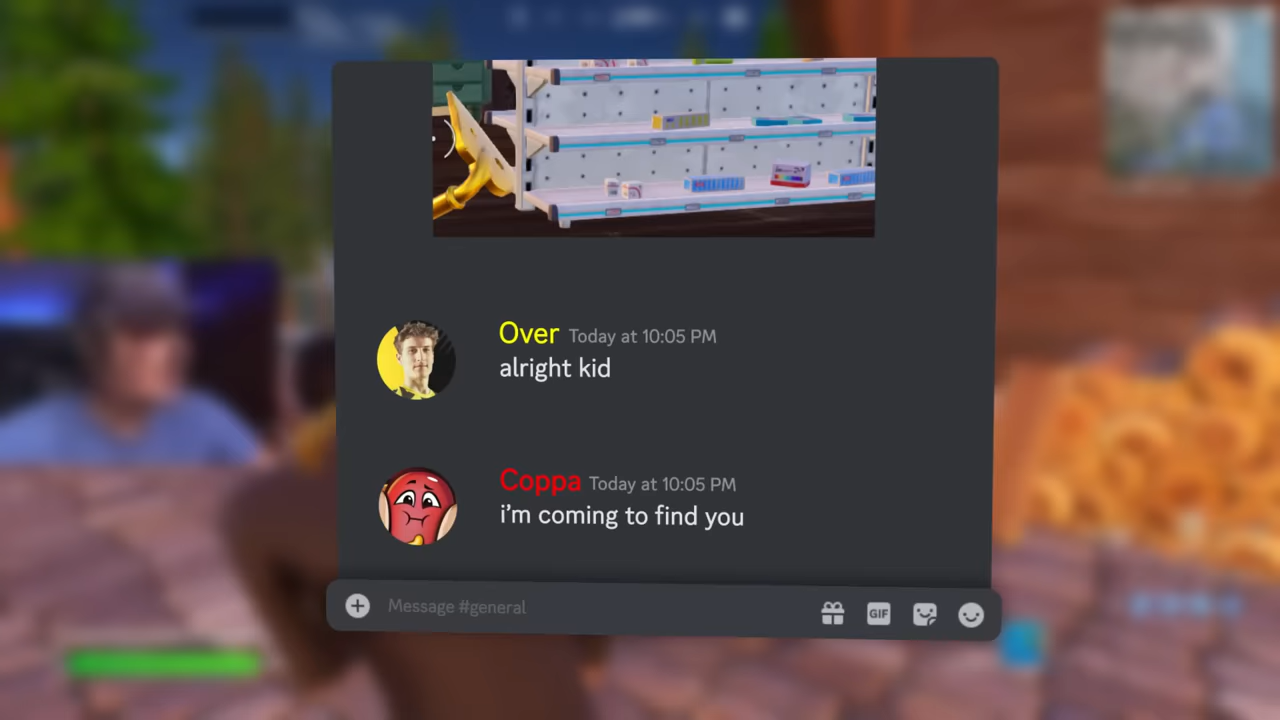 Over Today at 10:05 PM
alright kid
Coppa Today at 10:05 PM
i'm coming to find you
Message #general
GIF